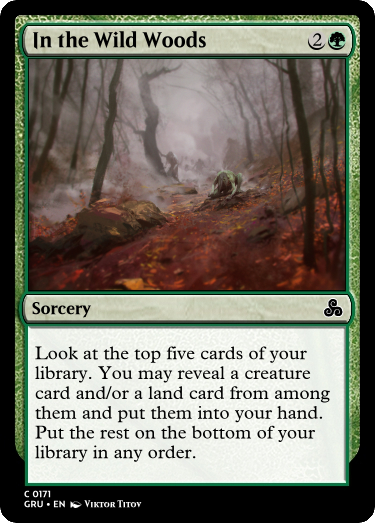 In the Wild Woods 2
Sorcery
Look at the top five cards of your
library. You may reveal a creature
card and/or a land card from among
them and put them into your hand.
Put the rest on the bottom of your
library in any order.
C 0171
GRU • EN Viktor Titov